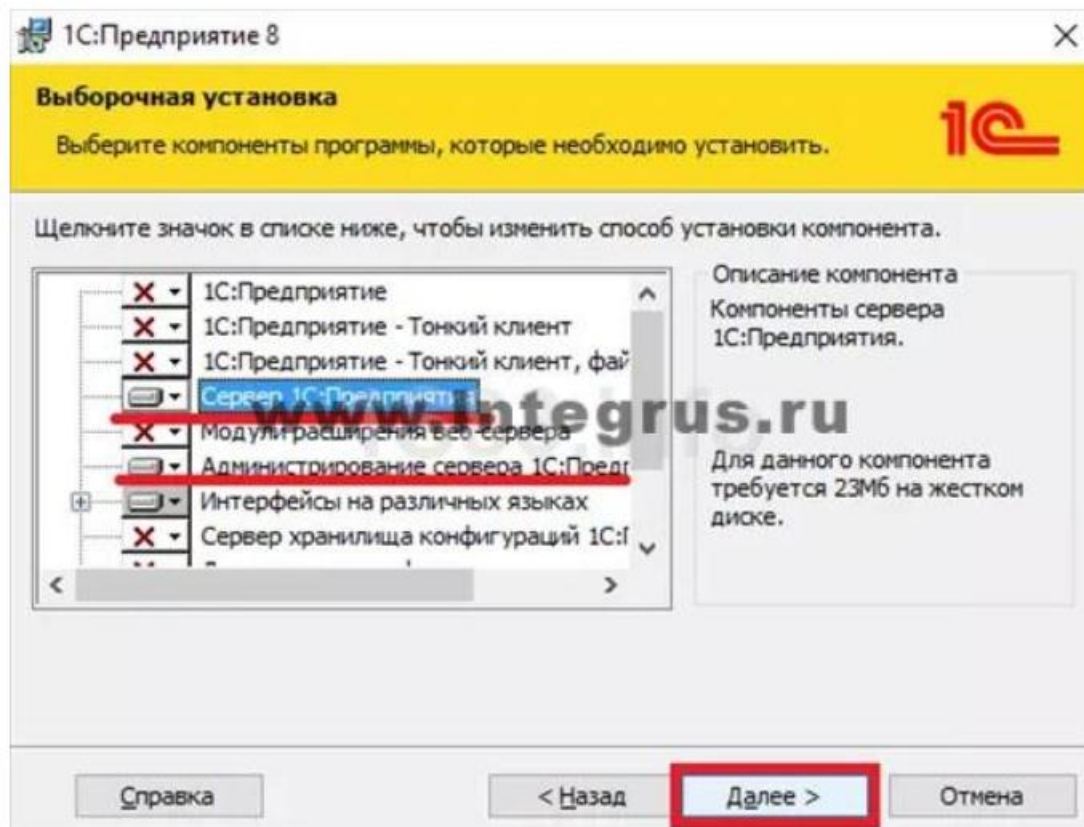 1С:Предприятие 8
Выборочная установка
Выберите компоненты программы, которые необходимо установить.
1С
Щелкните значок в списке ниже, чтобы изменить способ установки компонента.
1С:Предприятие
1С:Предприятие - Тонкий клиент
1С:Предприятие - Тонкий клиент, фай
Сервер 1С:Предприятия
Модули расширения веб-сервера
Администрирование сервера 1С:Предп
Интерфейсы на различных языках
Сервер хранилища конфигураций 1С:П
Описание компонента
Компоненты сервера
1С:Предприятия.
www.integrus.ru
Для данного компонента
требуется 23Мб на жестком
диске.
Справка
< Назад
Далее >
Отмена